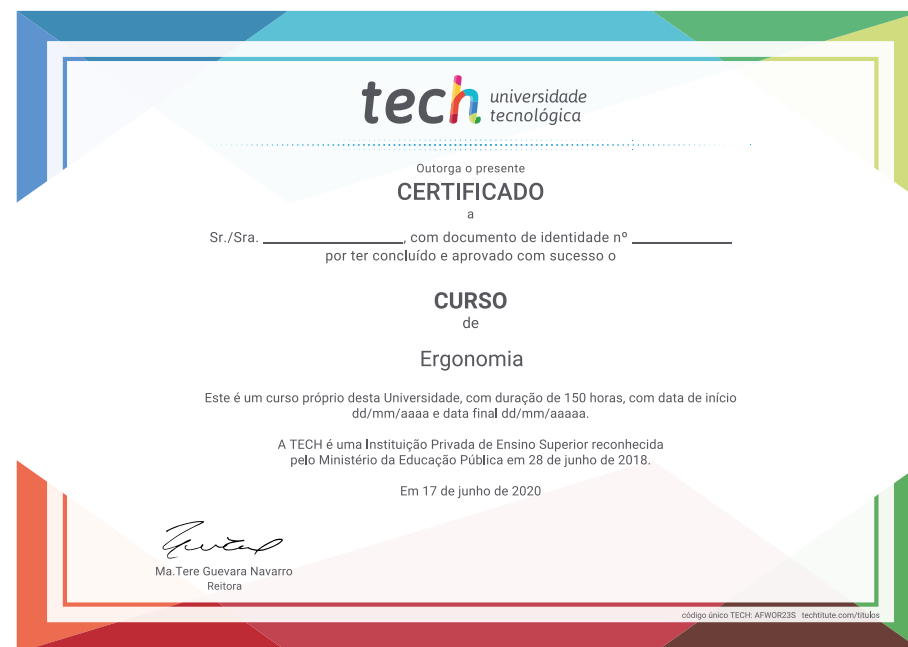 tech universidade
tecnológica
Outorga o presente
CERTIFICADO
a
Sr./Sra. ________________, com documento de identidade nº ____________
por ter concluído e aprovado com sucesso o
CURSO
de
Ergonomia
Este é um curso próprio desta Universidade, com duração de 150 horas, com data de início
dd/mm/aaaa e data final dd/mm/aaaaa.
A TECH é uma Instituição Privada de Ensino Superior reconhecida
pelo Ministério da Educação Pública em 28 de junho de 2018.
Em 17 de junho de 2020
Ma.Tere Guevara Navarro
Reitora
código único TECH: AFWOR23S techtitute.com/titulos